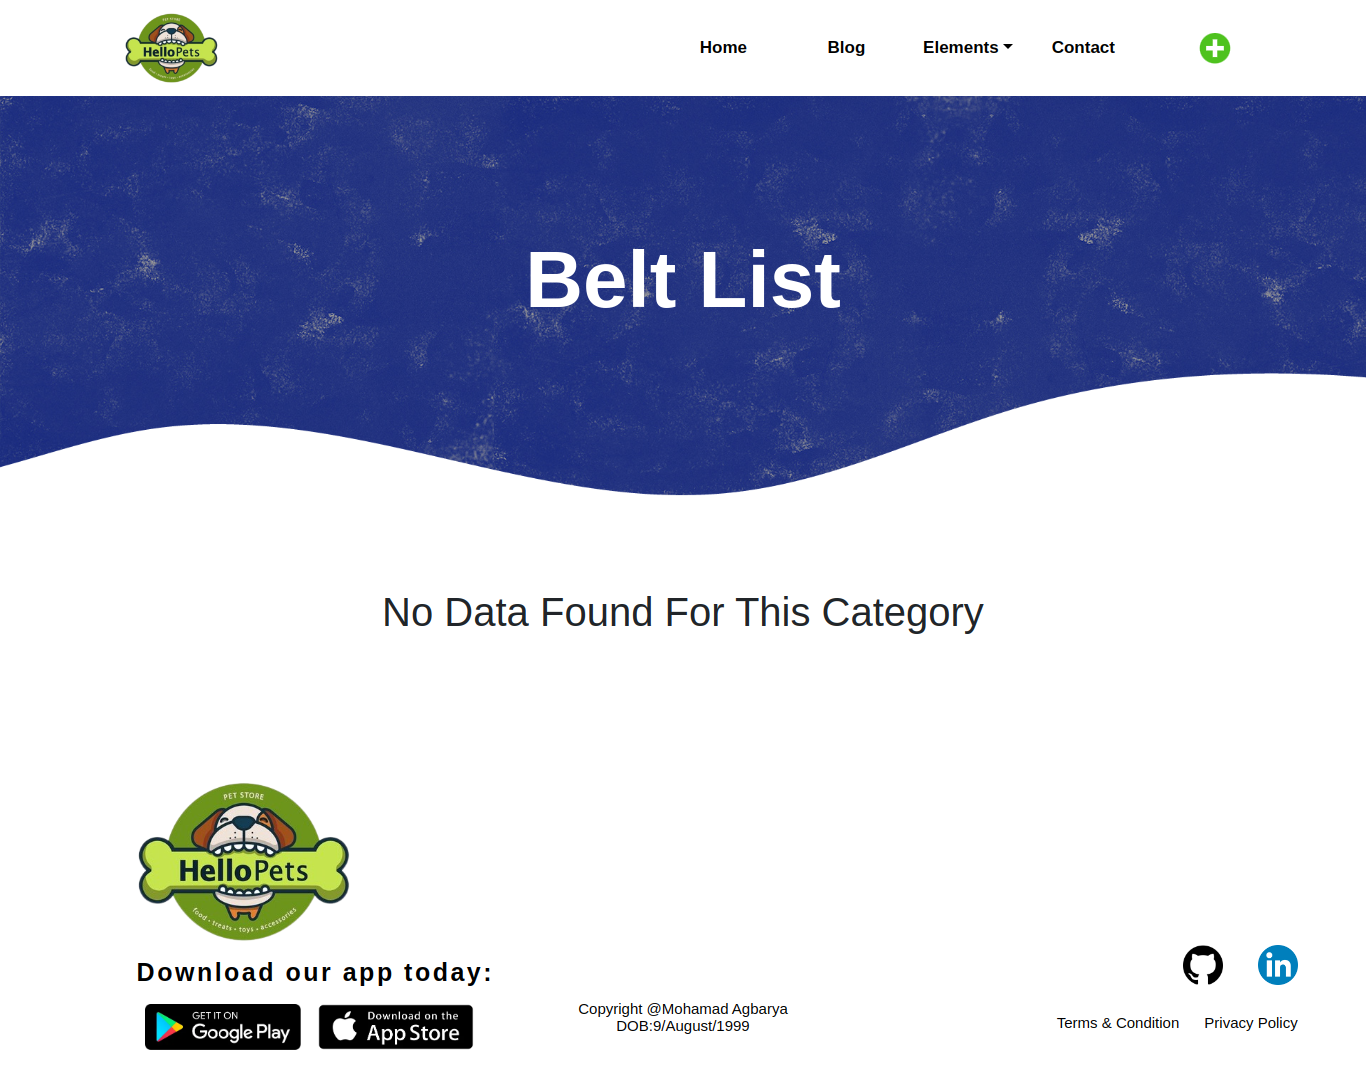 PET STORE
HelloPets
Home
Blog
Elements
Contact
Belt List
No Data Found For This Category
PET STORE
HelloPets
food • treats • toys • accessories
Download our app today:
GET IT ON
Google Play
Download on the
App Store
Copyright @Mohamad Agbarya
DOB:9/August/1999
Terms & Condition
Privacy Policy